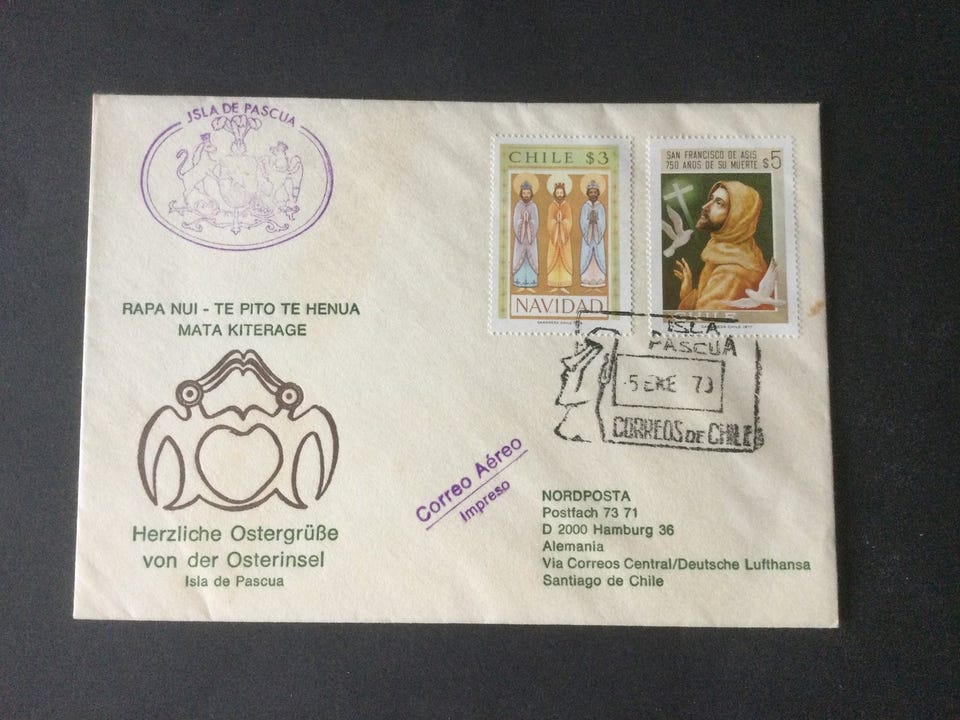 ISLA DE PASCUA
CHILE $3
NAVIDAD
SAN FRANCISCO DE ASIS
750 AÑOS DE SU MUERTE $5
CHILE
RAPA NUI - TE PITO TE HENUA
MATA KITERAGE
ISLA
PASCUA
5 ENE 73
CORREOS DE CHILE
Herzliche Ostergrüße
von der Osterinsel
Isla de Pascua
Correo Aéreo
Impreso
NORDPOSTA
Postfach 73 71
D 2000 Hamburg 36
Alemania
Via Correos Central/Deutsche Lufthansa
Santiago de Chile